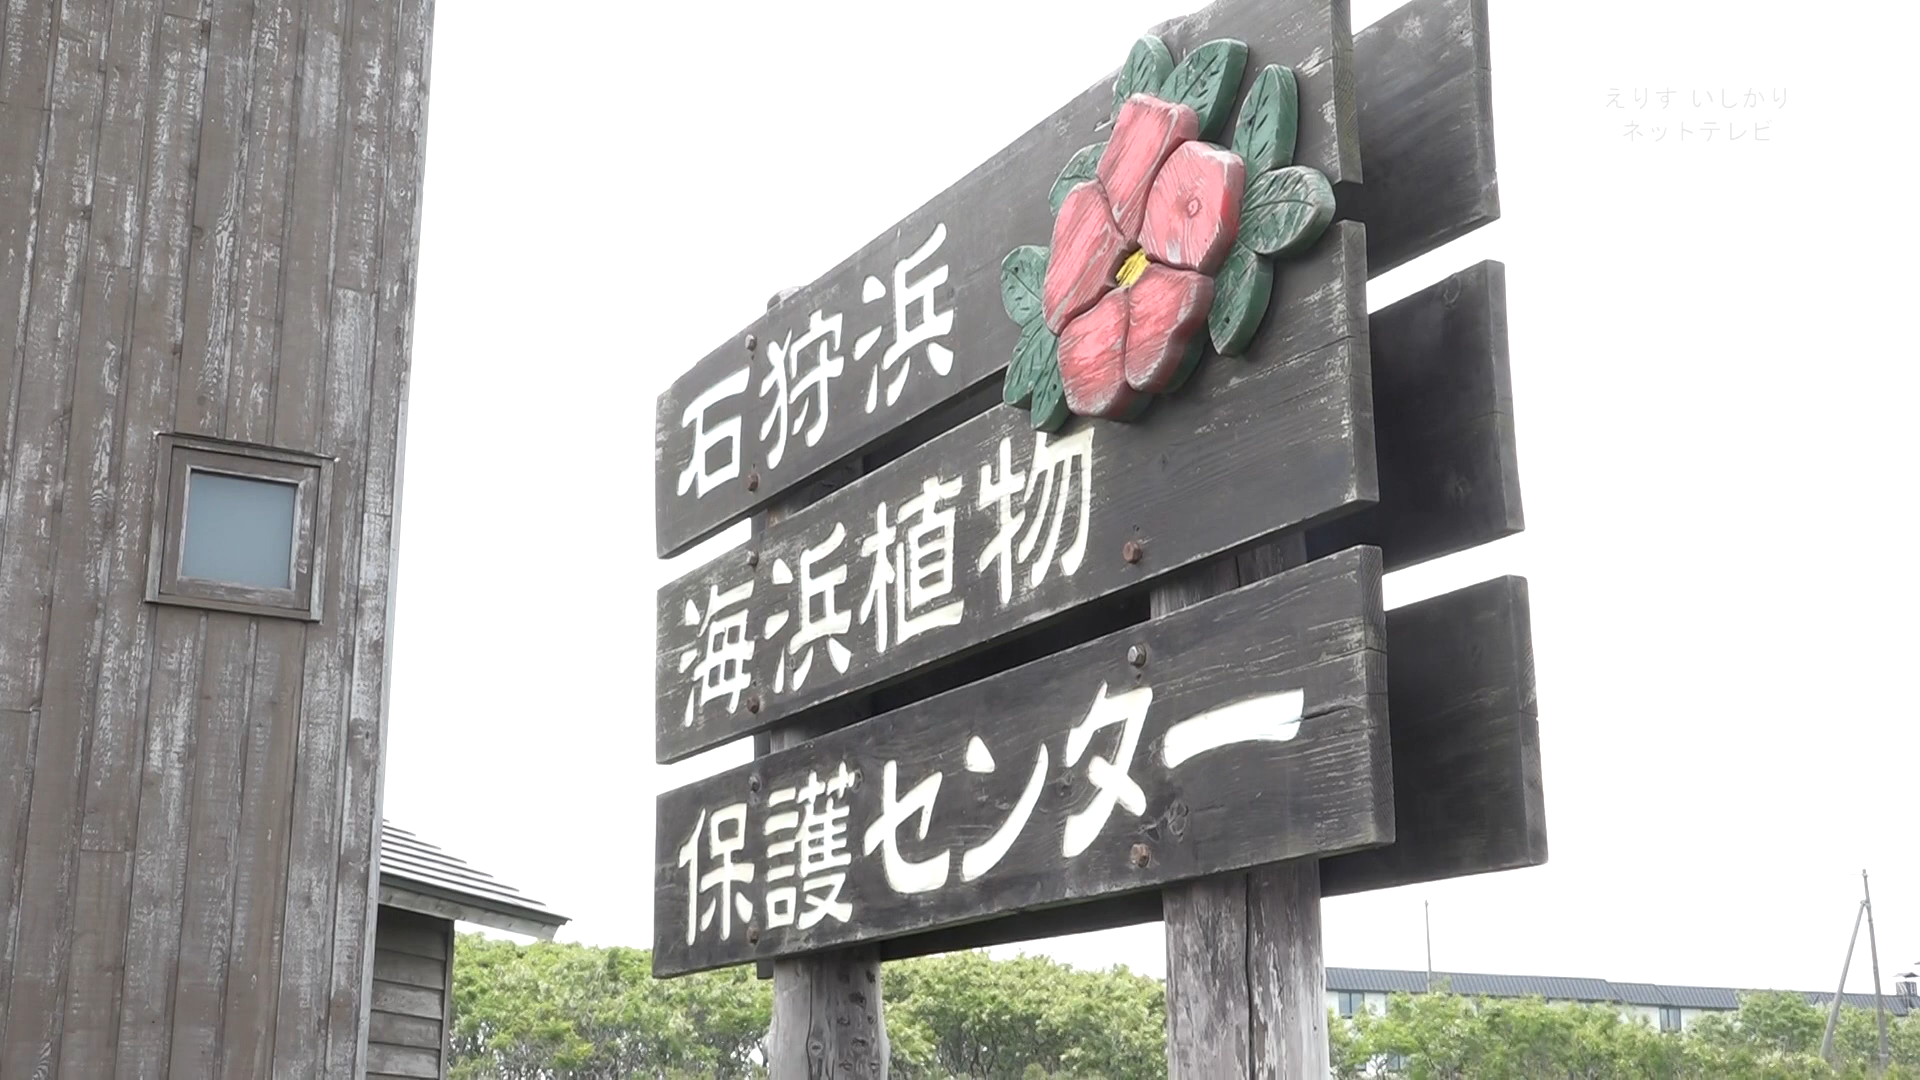 石狩浜
海浜植物
保護センター
えりす いしかり
ネットテレビ